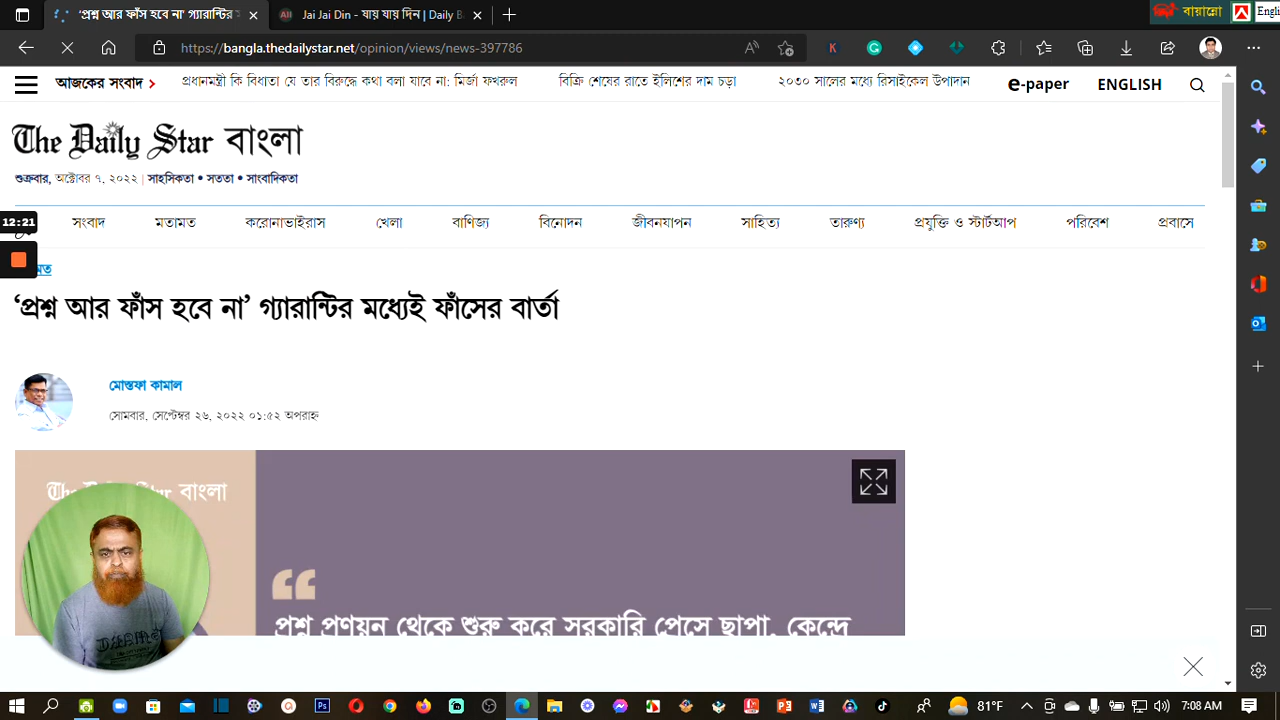 'প্রশ্ন আর ফাঁস হবে না' গ্যারান্টির ম
Jai Jai Din - যায় যায় দিন | Daily B
বায়ান্নো
Engli
https://bangla.thedailystar.net/opinion/views/news-397786
আজকের সংবাদ
প্রধানমন্ত্রী কি বিধাতা যে তার বিরুদ্ধে কথা বলা যাবে না: মির্জা ফখরুল
বিক্রি শেষের রাতে ইলিশের দাম চড়া
২০৩০ সালের মধ্যে রিসাইকেল উপাদান
e-paper
ENGLISH
The Daily Star বাংলা
শুক্রবার, অক্টোবর ৭, ২০২২ | সাহসিকতা • সততা • সাংবাদিকতা
12:21
সংবাদ
মতামত
করোনাভাইরাস
খেলা
বাণিজ্য
বিনোদন
জীবনযাপন
সাহিত্য
তারুণ্য
প্রযুক্তি ও স্টার্টআপ
পরিবেশ
প্রবাসে
মত
'প্রশ্ন আর ফাঁস হবে না' গ্যারান্টির মধ্যেই ফাঁসের বার্তা
মোস্তফা কামাল
সোমবার, সেপ্টেম্বর ২৬, ২০২২ ০১:৫২ অপরাহ্ন
The Daily Star বাংলা
প্রশ্ন প্রণয়ন থেকে শুরু করে সরকারি প্রেসে ছাপা, কেন্দ্রে
81°F
7:08 AM